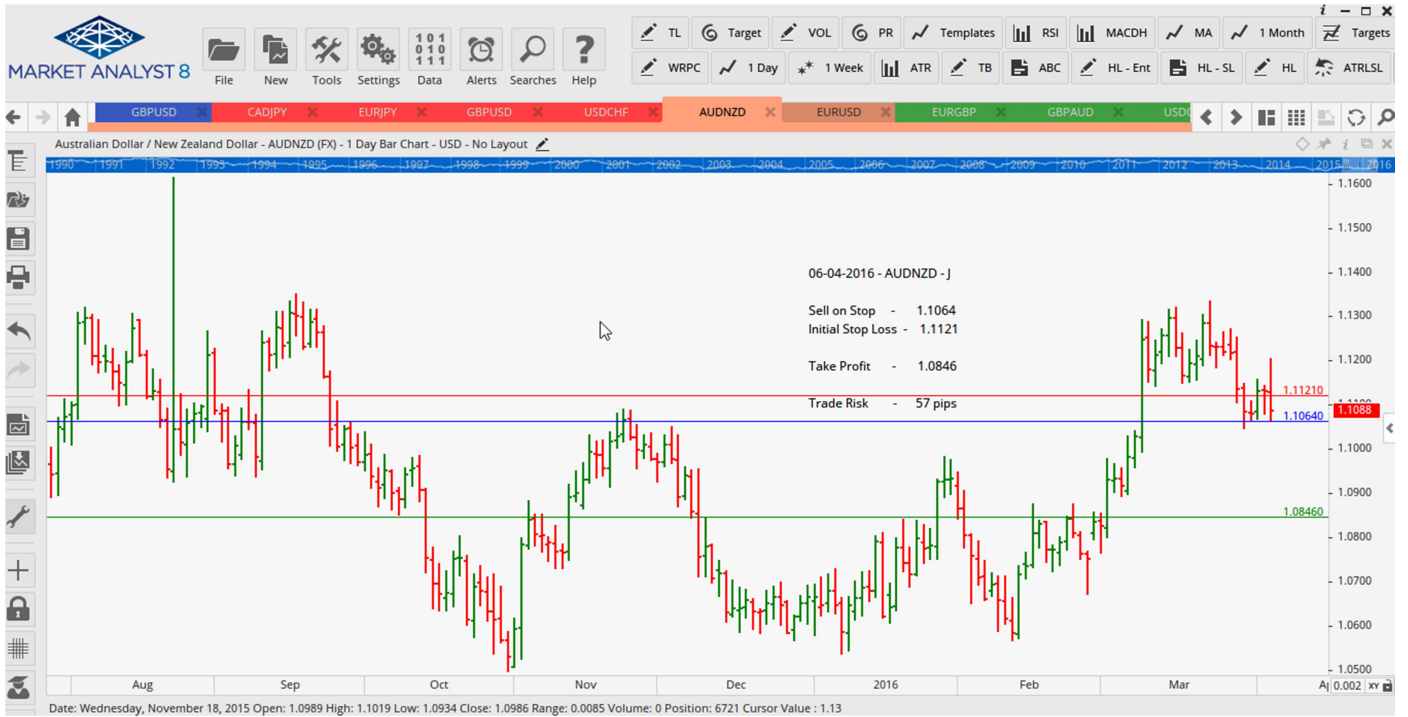 MARKET ANALYST 8
File New Tools Settings Data Alerts Searches Help
101
010
111
TL Target VOL PR Templates RSI MACDH MA 1 Month Targets
WRPC 1 Day 1 Week ATR TB ABC HL - Ent HL - SL HL ATRLSL
GBPUSD CADJPY EURJPY GBPUSD USDCHF AUDNZD EURUSD EURGBP GBPAUD
Australian Dollar / New Zealand Dollar - AUDNZD (FX) - 1 Day Bar Chart - USD - No Layout
1990 1991 1992 1993 1994 1995 1996 1997 1998 1999 2000 2001 2002 2003 2004 2005 2006 2007 2008 2009 2010 2011 2012 2013 2014 2015 2016
1.1600
1.1500
06-04-2016 - AUDNZD - J
1.1400
Sell on Stop - 1.1064
1.1300
Initial Stop Loss - 1.1121
Take Profit - 1.0846
1.1200
1.11210
Trade Risk - 57 pips
1.1100
1.1088
1.10640
1.1000
1.0900
1.08460
1.0800
1.0700
1.0600
1.0500
Aug Sep Oct Nov Dec 2016 Feb Mar
0.002 XY
Date: Wednesday, November 18, 2015 Open: 1.0989 High: 1.1019 Low: 1.0934 Close: 1.0986 Range: 0.0085 Volume: 0 Position: 6721 Cursor Value : 1.13